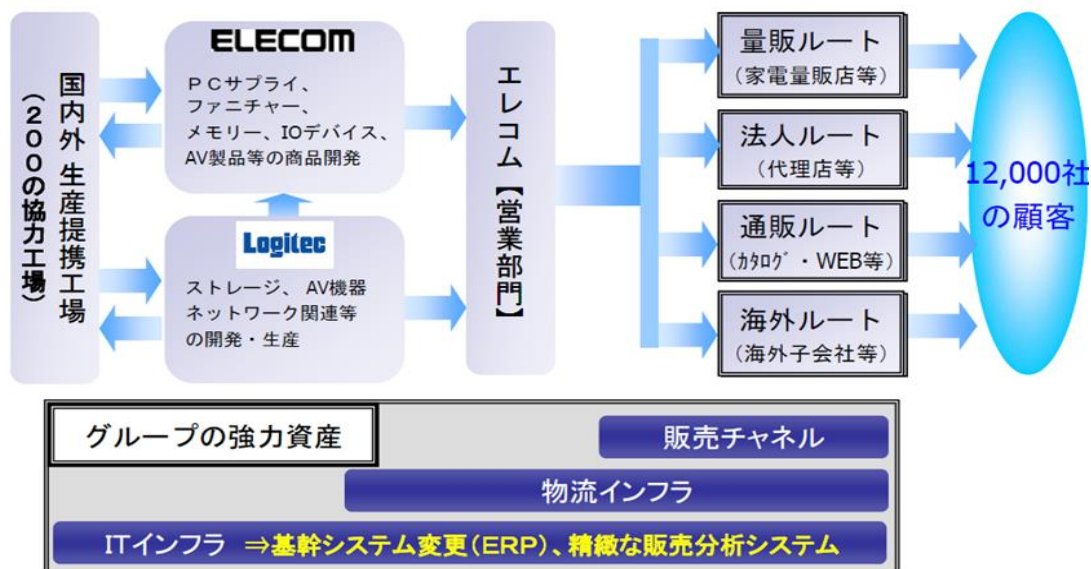 国内外 生産提携工場
（２００の協力工場）
ELECOM
ＰＣサプライ、
ファニチャー、
メモリー、IOデバイス、
AV製品等の商品開発
Logitec
ストレージ、 AV機器
ネットワーク関連等
の開発・生産
エレコム【営業部門】
量販ルート
（家電量販店等）
法人ルート
（代理店等）
通販ルート
（ｶﾀﾛｸﾞ・WEB等）
海外ルート
（海外子会社等）
12,000社
の顧客
グループの強力資産
販売チャネル
物流インフラ
ITインフラ ⇒基幹システム変更（ERP）、精緻な販売分析システム